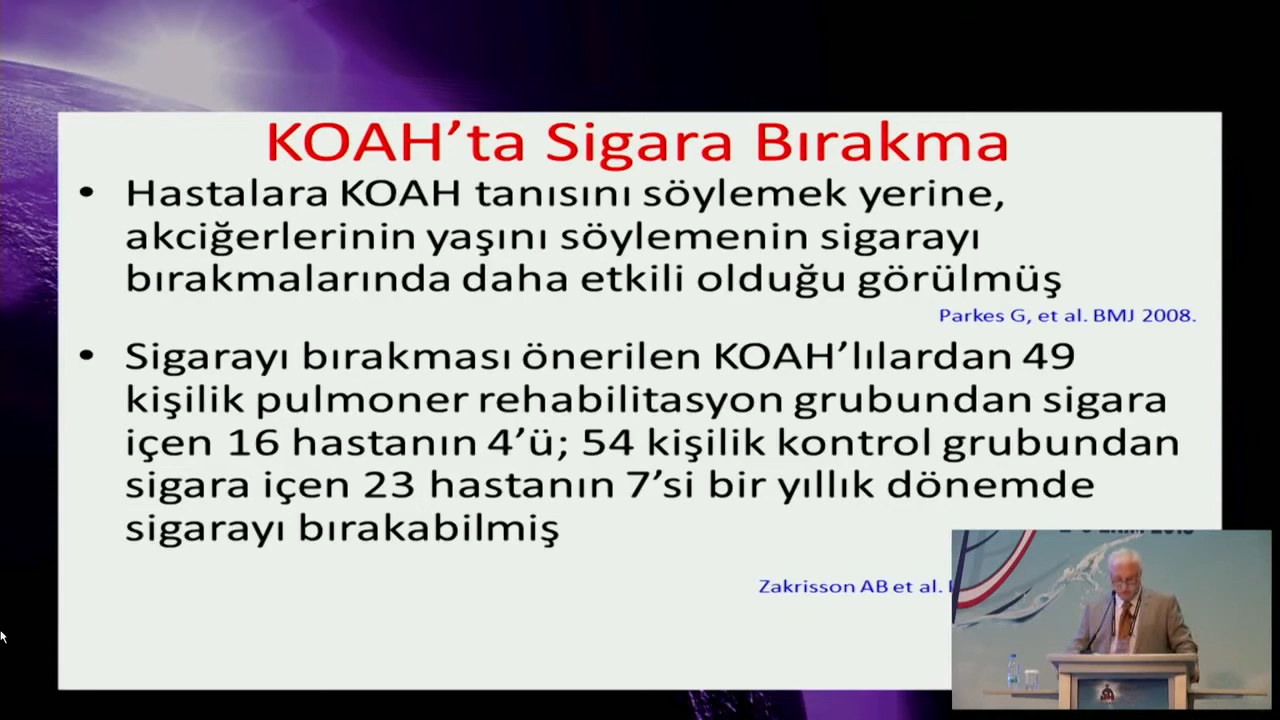 KOAH’ta Sigara Bırakma
• Hastalara KOAH tanısını söylemek yerine,
akciğerlerinin yaşını söylemenin sigarayı
bırakmalarında daha etkili olduğu görülmüş
Parkes G, et al. BMJ 2008.
• Sigarayı bırakması önerilen KOAH’lılardan 49
kişilik pulmoner rehabilitasyon grubundan sigara
içen 16 hastanın 4’ü; 54 kişilik kontrol grubundan
sigara içen 23 hastanın 7’si bir yıllık dönemde
sigarayı bırakabilmiş
Zakrisson AB et al.